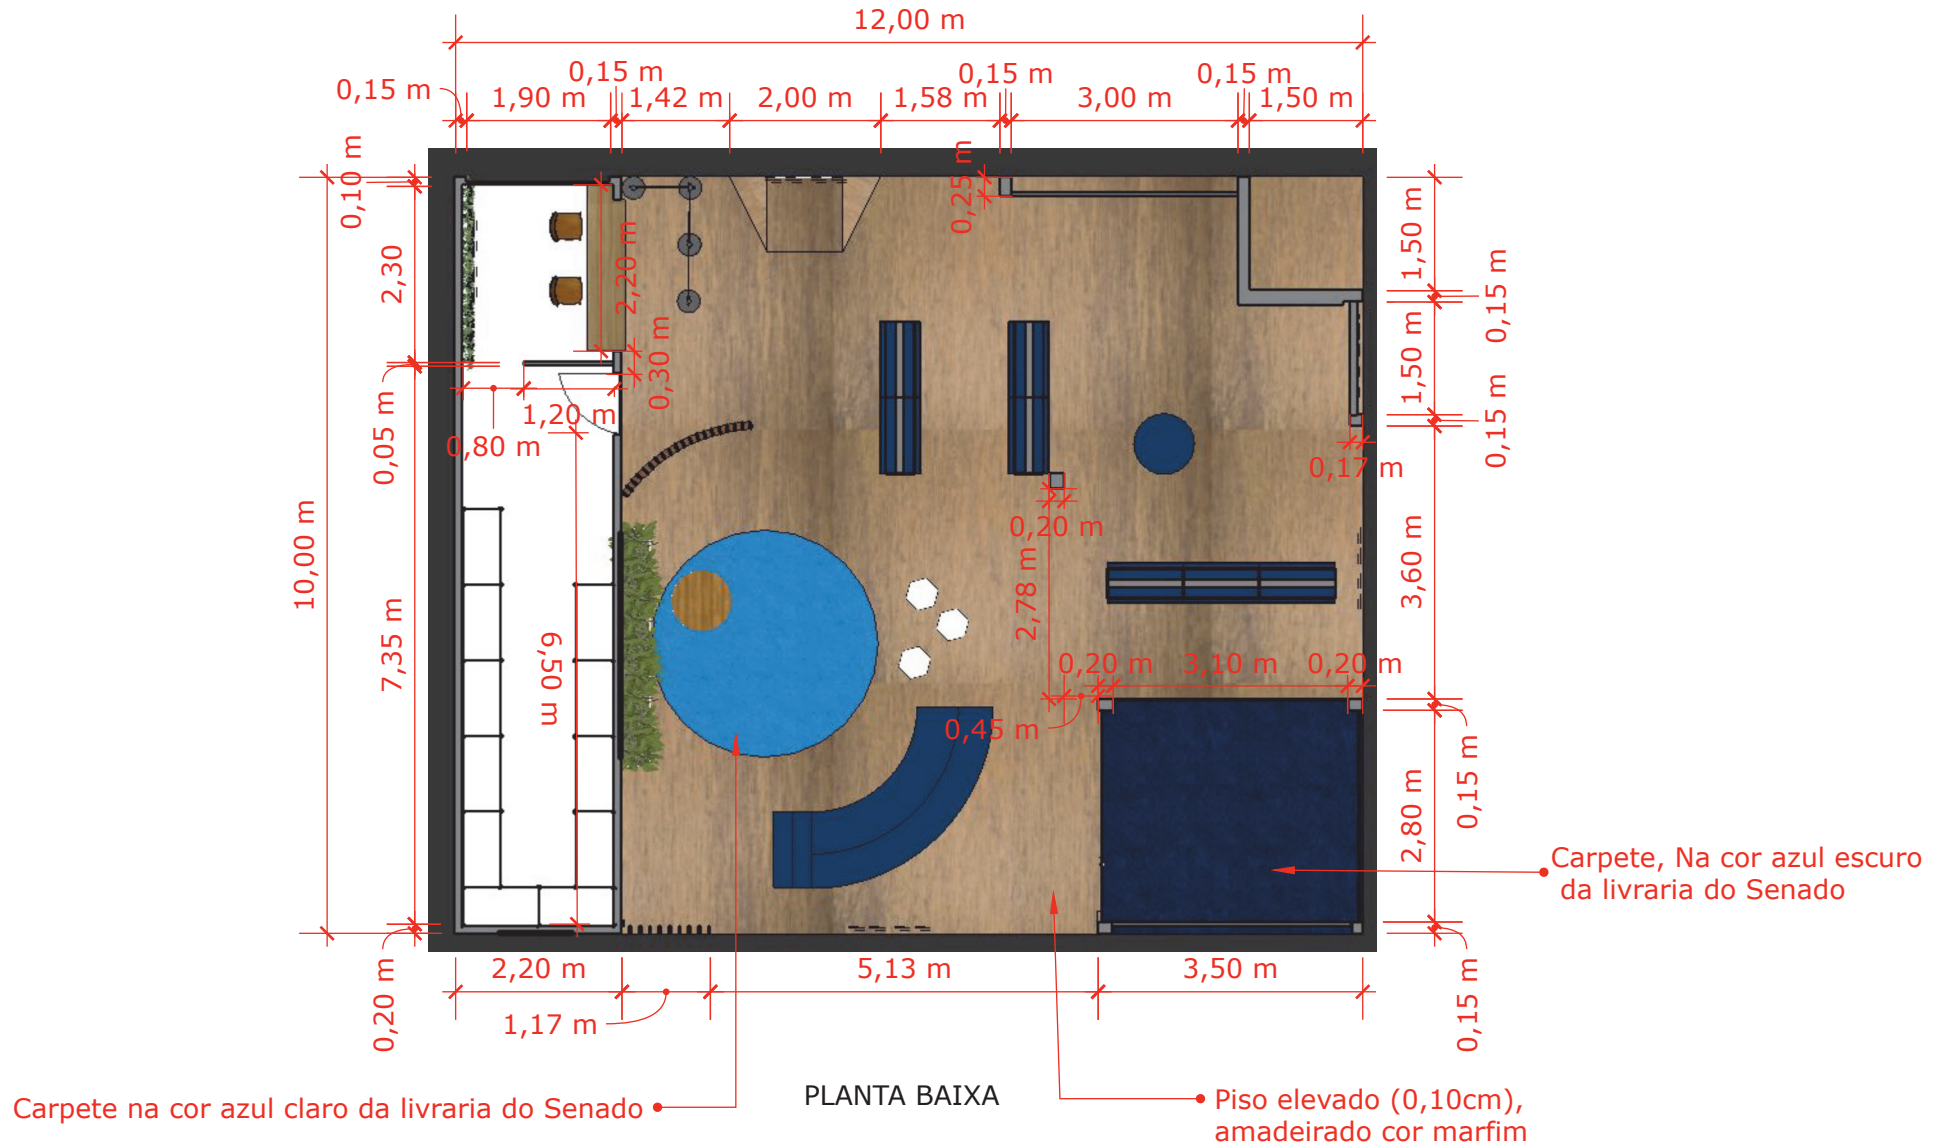 12,00 m
0,15 m
0,15 m
0,15 m
0,15 m
1,90 m
1,42 m
2,00 m
1,58 m
3,00 m
1,50 m
0,10 m
0,25 m
2,30
2,20 m
1,50 m
0,15 m
0,30 m
1,50 m
1,20 m
0,80 m
0,05 m
0,15 m
0,17 m
10,00 m
0,20 m
2,78 m
3,60 m
7,35 m
6,50 m
0,20 m
3,10 m
0,20 m
0,45 m
0,15 m
2,80 m
Carpete, Na cor azul escuro
da livraria do Senado
2,20 m
5,13 m
3,50 m
0,20 m
1,17 m
0,15 m
PLANTA BAIXA
Carpete na cor azul claro da livraria do Senado
Piso elevado (0,10cm),
amadeirado cor marfim